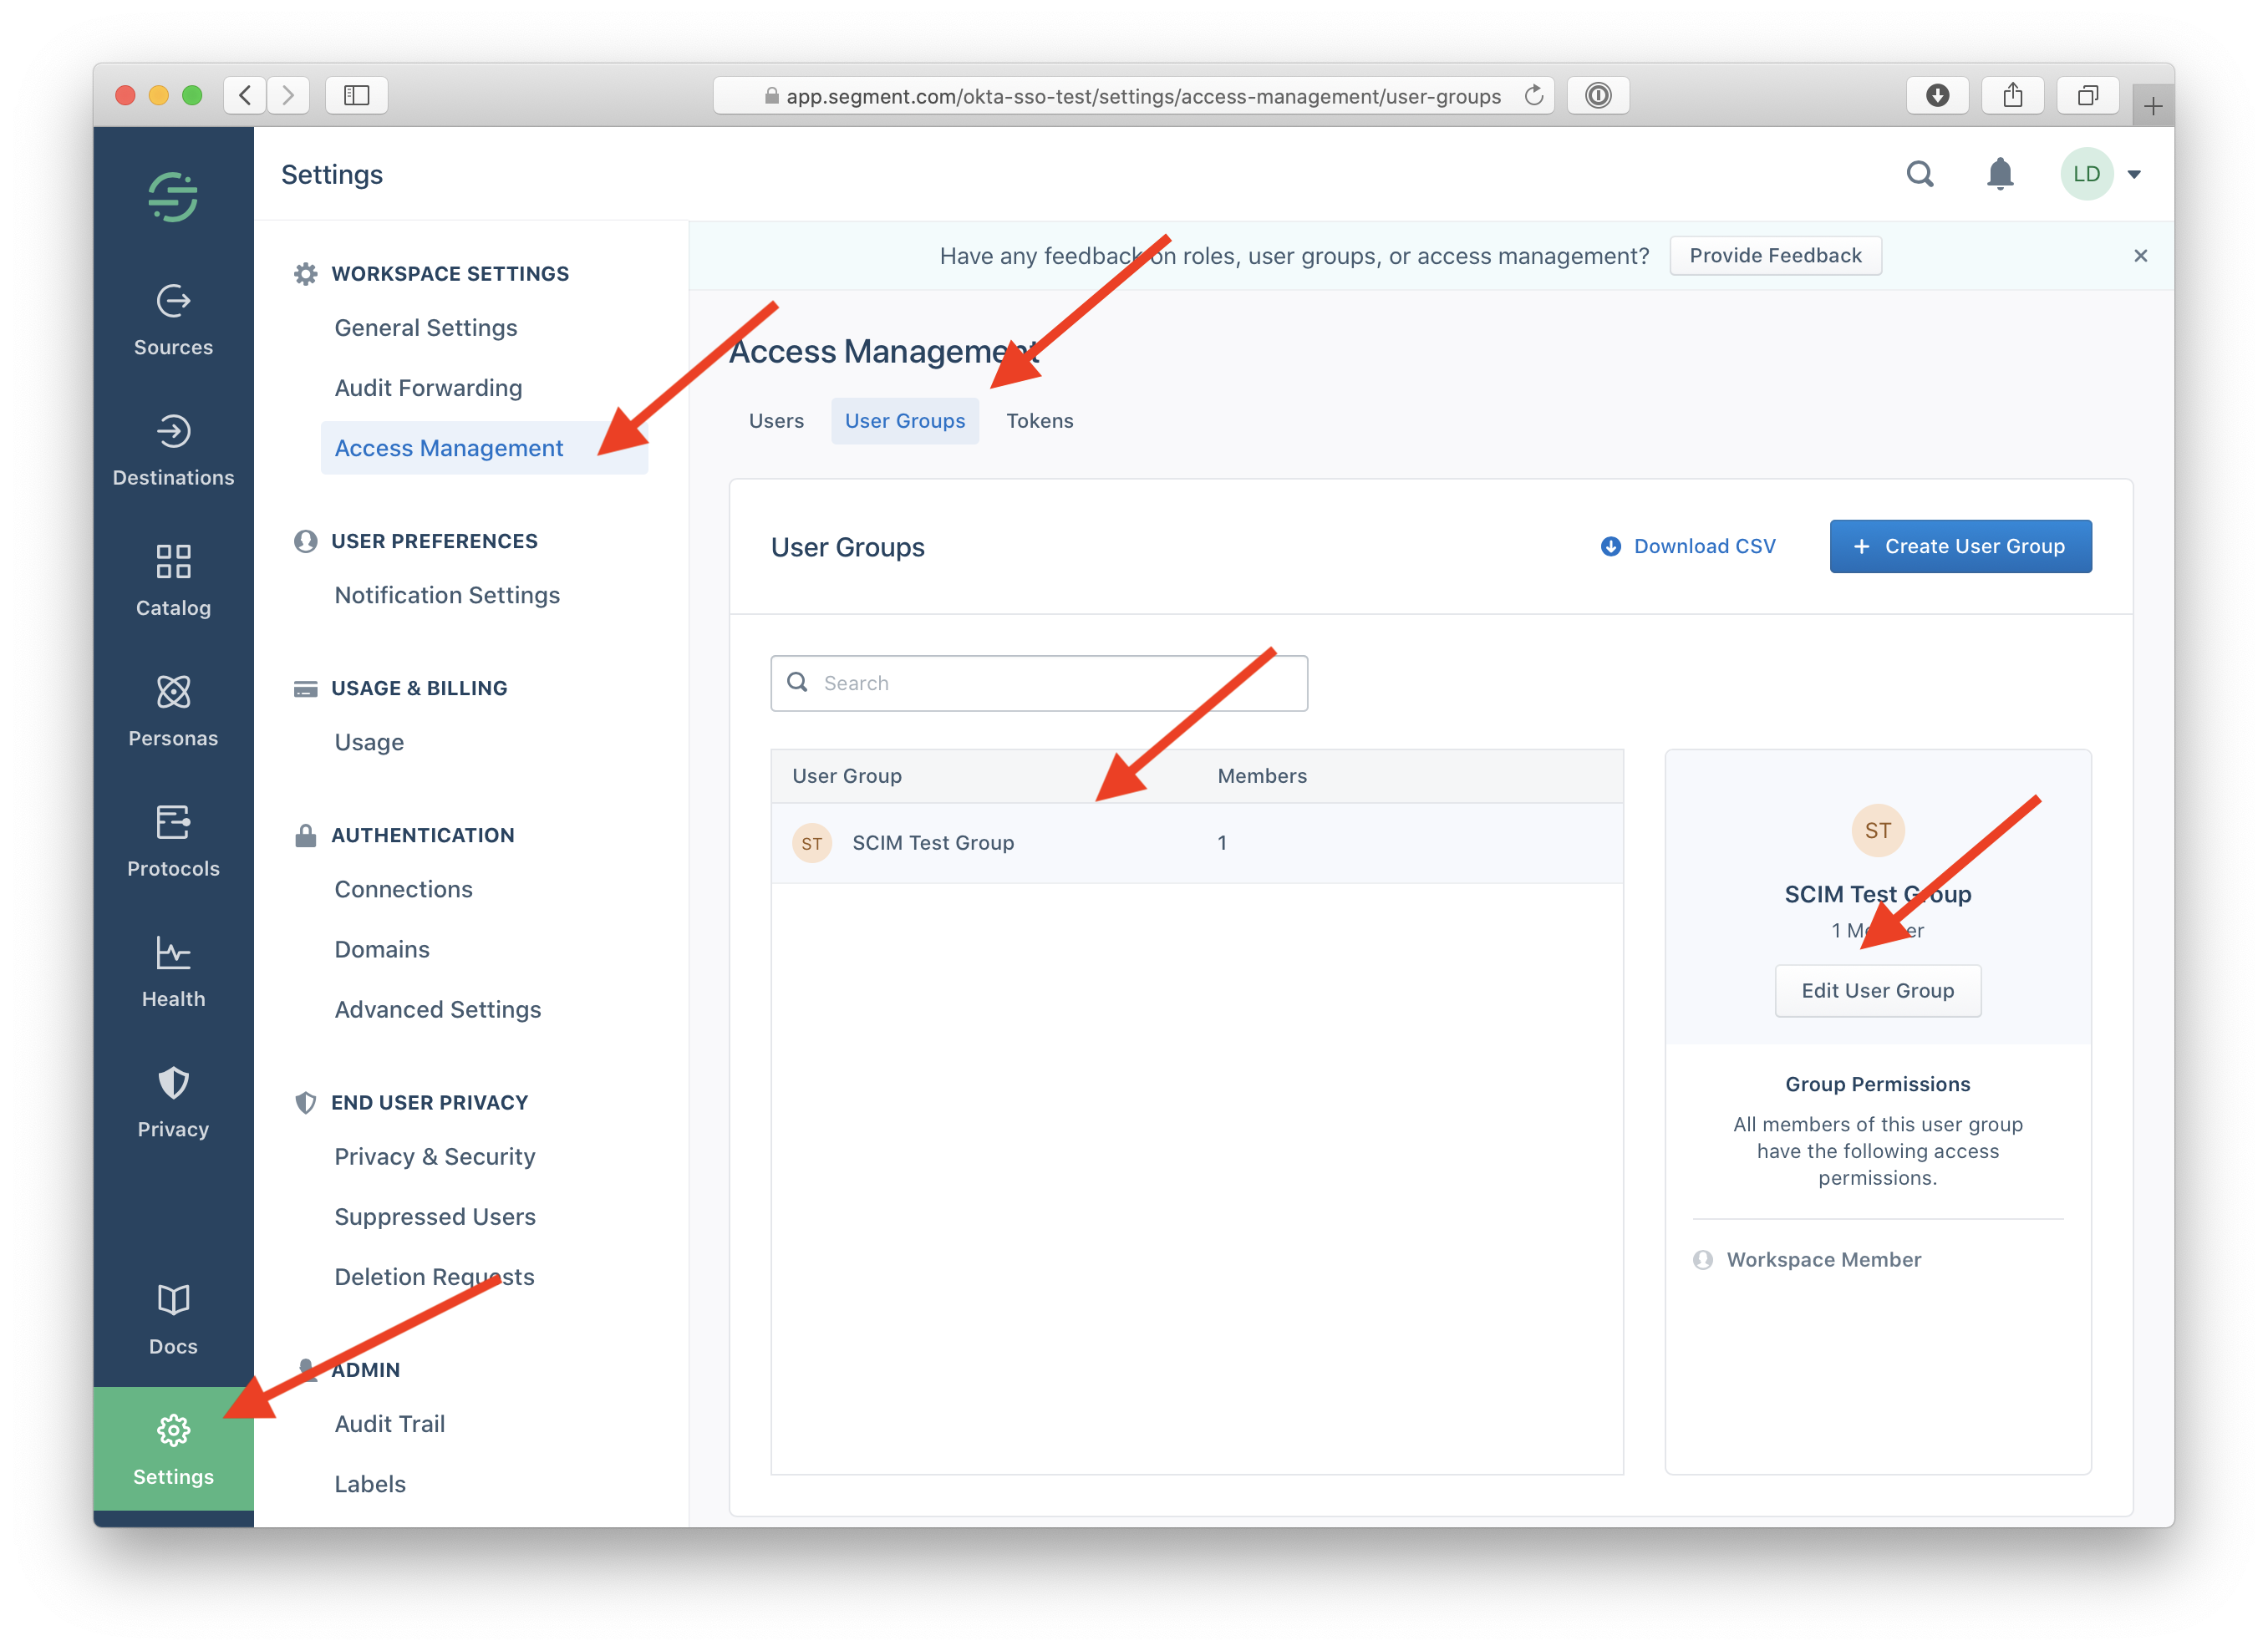 app.segment.com/okta-sso-test/settings/access-management/user-groups
Settings
LD
Sources
Destinations
Catalog
Personas
Protocols
Health
Privacy
Docs
Settings
WORKSPACE SETTINGS
General Settings
Audit Forwarding
Access Management
USER PREFERENCES
Notification Settings
USAGE & BILLING
Usage
AUTHENTICATION
Connections
Domains
Advanced Settings
END USER PRIVACY
Privacy & Security
Suppressed Users
Deletion Requests
ADMIN
Audit Trail
Labels
Have any feedback on roles, user groups, or access management? Provide Feedback
Access Management
Users User Groups Tokens
User Groups Download CSV + Create User Group
Search
User Group Members
ST SCIM Test Group 1
ST
SCIM Test Group
1 Member
Edit User Group
Group Permissions
All members of this user group
have the following access
permissions.
Workspace Member